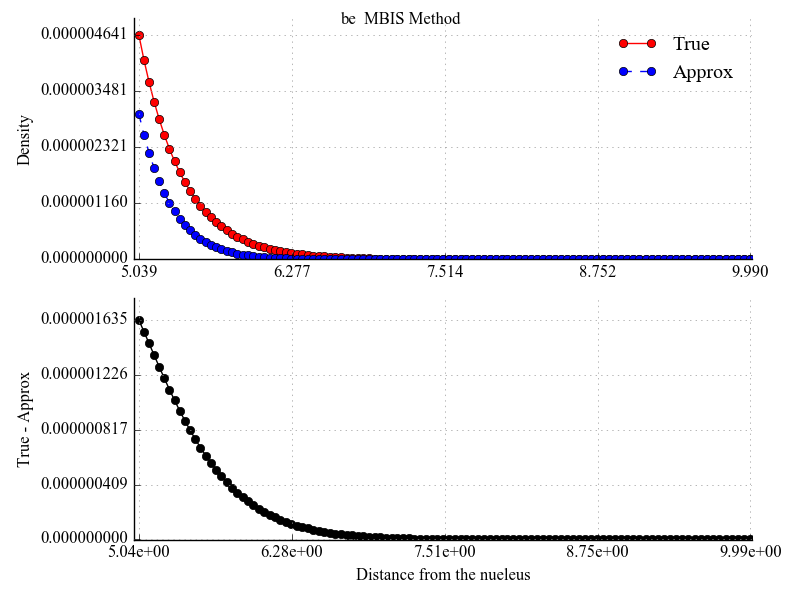 be  MBIS Method
True
Approx
Density
0.000004641
0.000003481
0.000002321
0.000001160
0.000000000
5.039
6.277
7.514
8.752
9.990
True - Approx
0.000001635
0.000001226
0.000000817
0.000000409
0.000000000
5.04e+00
6.28e+00
7.51e+00
8.75e+00
9.99e+00
Distance from the nueleus